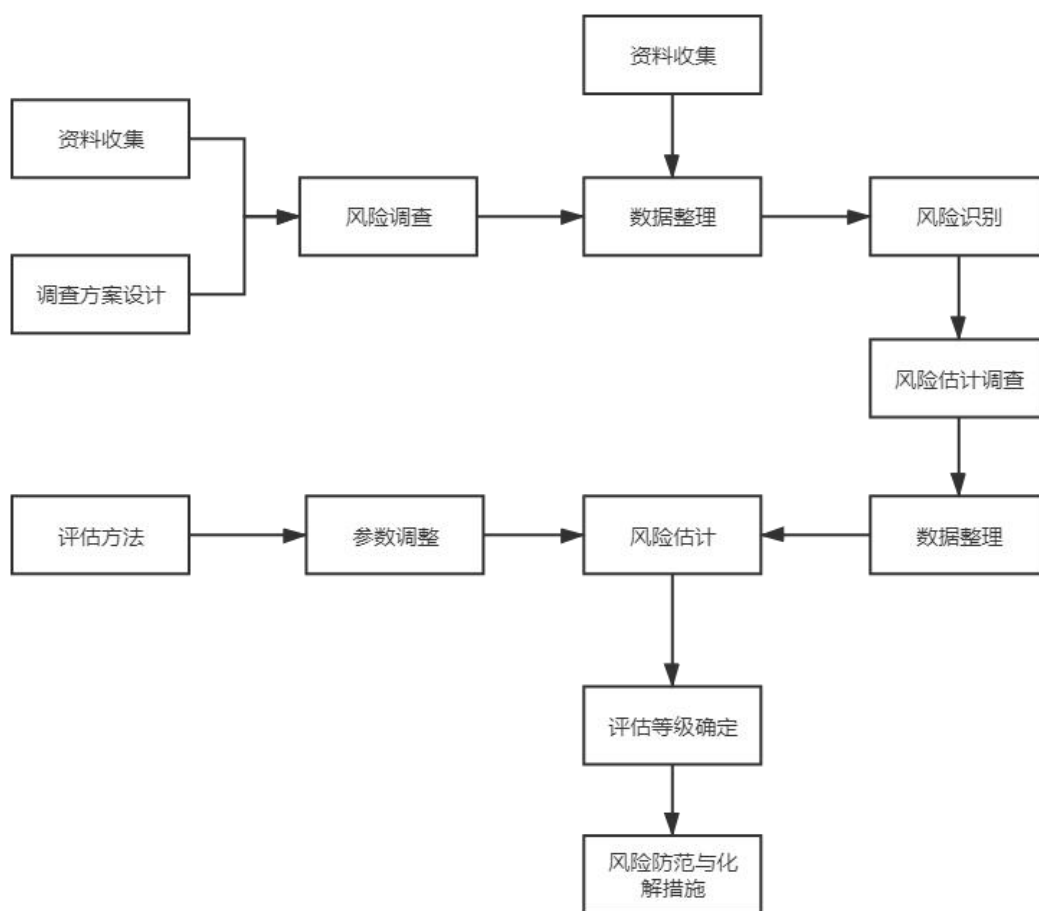 资料收集
资料收集
风险调查
数据整理
风险识别
调查方案设计
风险估计调查
评估方法
参数调整
风险估计
数据整理
评估等级确定
风险防范与化
解措施